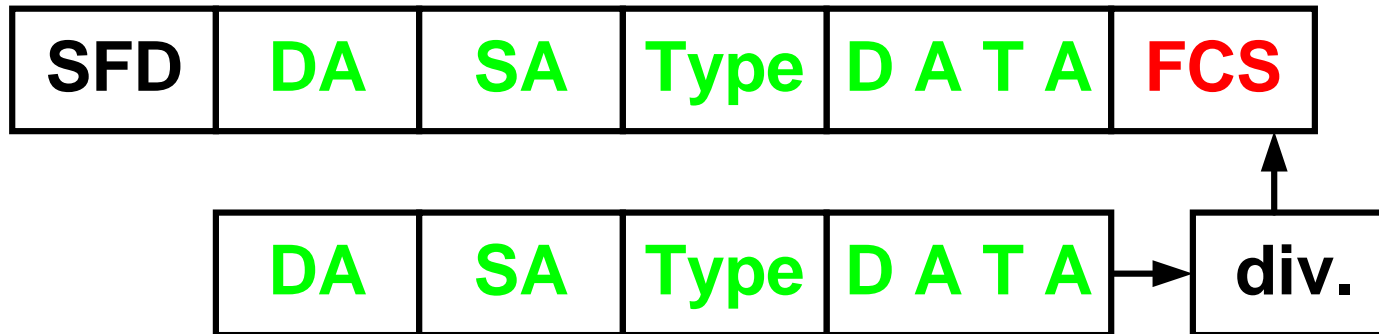 SFD DA SA Type D A T A FCS
DA SA Type D A T A div.